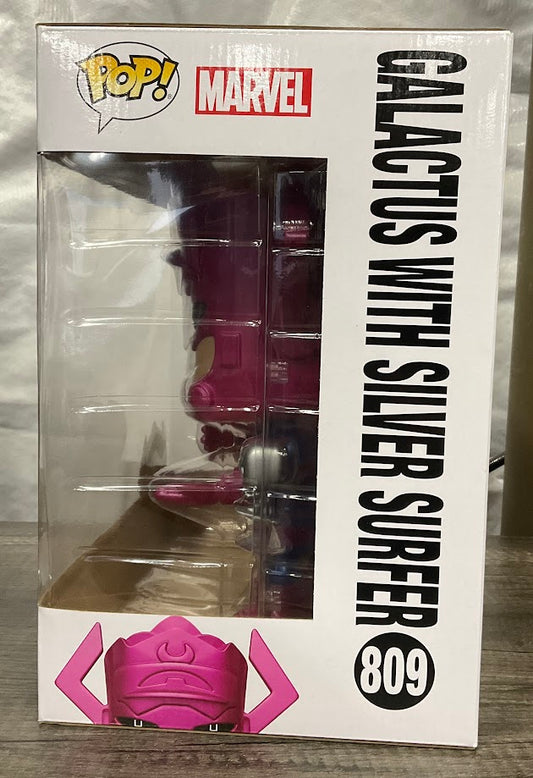 POP!
MARVEL
GALACTUS WITH SILVER SURFER
809